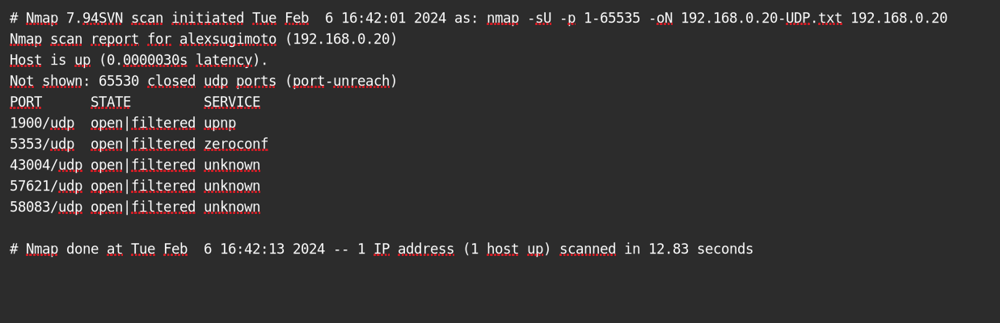 # Nmap 7.94SVN scan initiated Tue Feb  6 16:42:01 2024 as: nmap -sU -p 1-65535 -oN 192.168.0.20-UDP.txt 192.168.0.20
Nmap scan report for alexsugimoto (192.168.0.20)
Host is up (0.0000030s latency).
Not shown: 65530 closed udp ports (port-unreach)
PORT      STATE         SERVICE
1900/udp  open|filtered upnp
5353/udp  open|filtered zeroconf
43004/udp open|filtered unknown
57621/udp open|filtered unknown
58083/udp open|filtered unknown
# Nmap done at Tue Feb  6 16:42:13 2024 -- 1 IP address (1 host up) scanned in 12.83 seconds